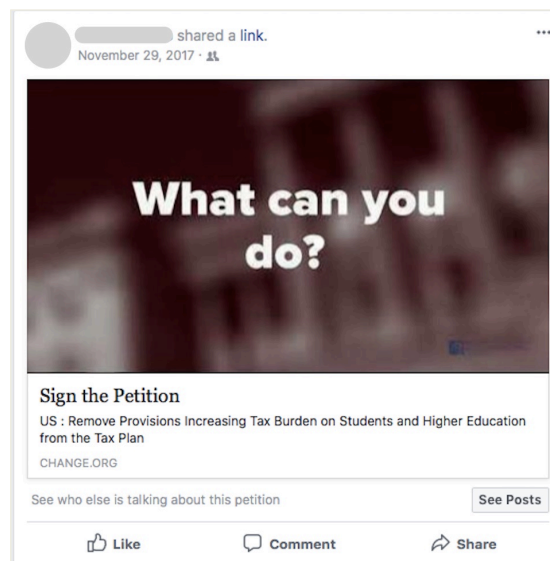 shared a link.
November 29, 2017 ·
What can you
do?
Sign the Petition
US : Remove Provisions Increasing Tax Burden on Students and Higher Education
from the Tax Plan
CHANGE.ORG
See who else is talking about this petition
See Posts
Like Comment Share